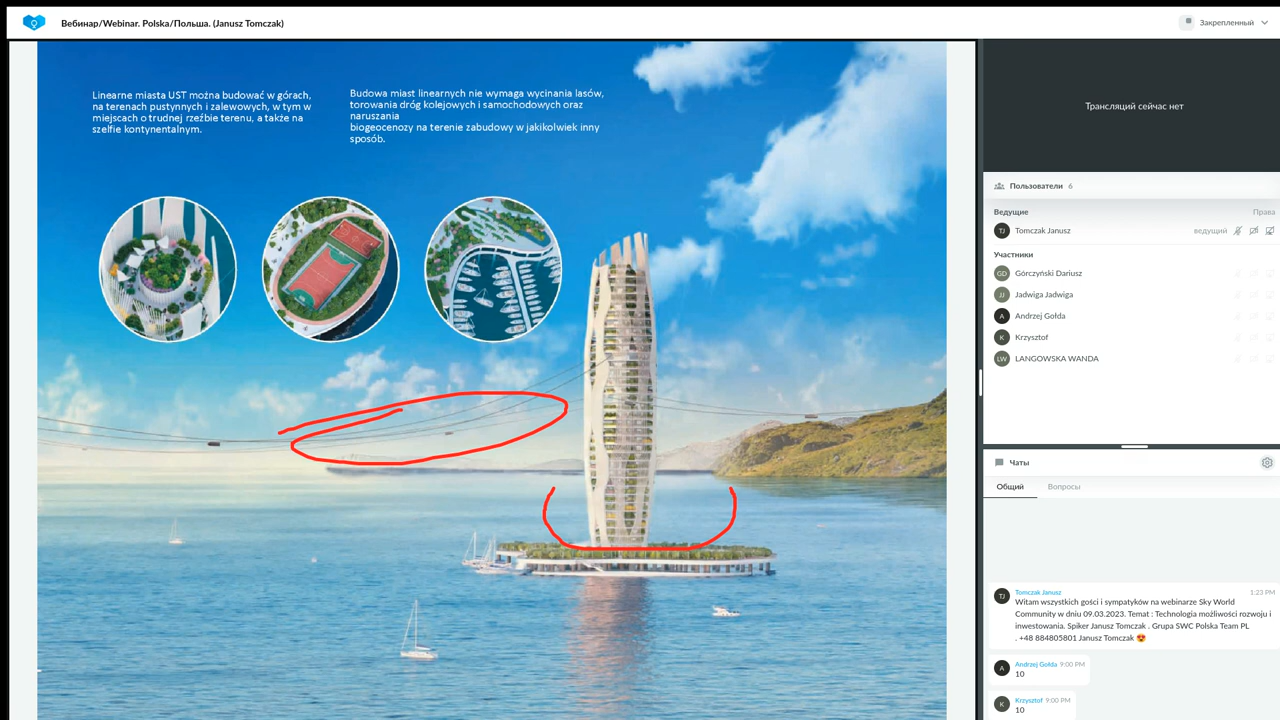 Вебинар/Webinar. Polska/Польша. (Janusz Tomczak)
Закрепленный
Linearne miasta UST można budować w górach,
na terenach pustynnych i zalewowych, w tym w
miejscach o trudnej rzeźbie terenu, a także na
szelfie kontynentalnym.
Budowa miast linearnych nie wymaga wycinania lasów,
torowania dróg kolejowych i samochodowych oraz
naruszania
biogeocenozy na terenie zabudowy w jakikolwiek inny
sposób.
Трансляций сейчас нет
Пользователи 6
Ведущие Права
TJ Tomczak Janusz ведущий
Участники
GD Górczyński Dariusz
JJ Jadwiga Jadwiga
A Andrzej Gołda
K Krzysztof
LW LANGOWSKA WANDA
Чаты
Общий Вопросы
TJ Tomczak Janusz 1:23 PM
Witam wszystkich gości i sympatyków na webinarze Sky World
Community w dniu 09.03.2023. Temat : Technologia możliwości rozwoju i
inwestowania. Spiker Janusz Tomczak . Grupa SWC Polska Team PL
. +48 884805801 Janusz Tomczak 😍
A Andrzej Gołda 9:00 PM
10
K Krzysztof 9:00 PM
10